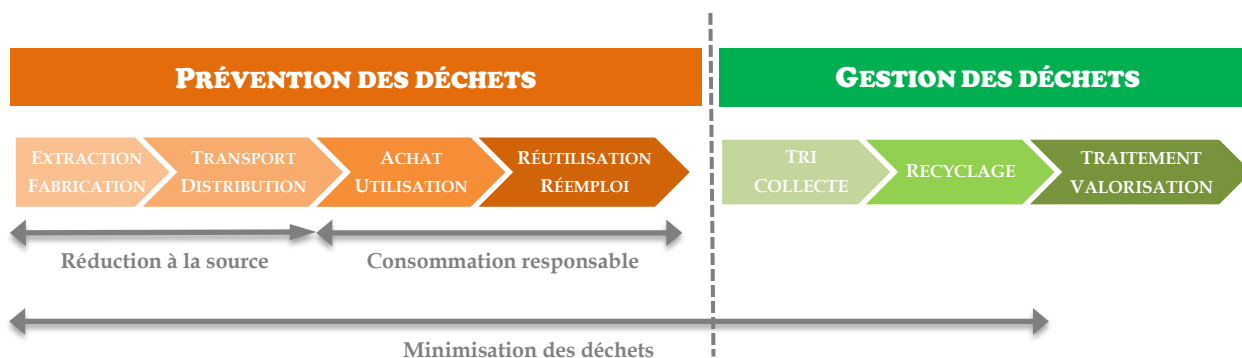 PRÉVENTION DES DÉCHETS
GESTION DES DÉCHETS
EXTRACTION
FABRICATION
TRANSPORT
DISTRIBUTION
ACHAT
UTILISATION
RÉUTILISATION
RÉEMPLOI
TRI
COLLECTE
RECYCLAGE
TRAITEMENT
VALORISATION
Réduction à la source
Consommation responsable
Minimisation des déchets